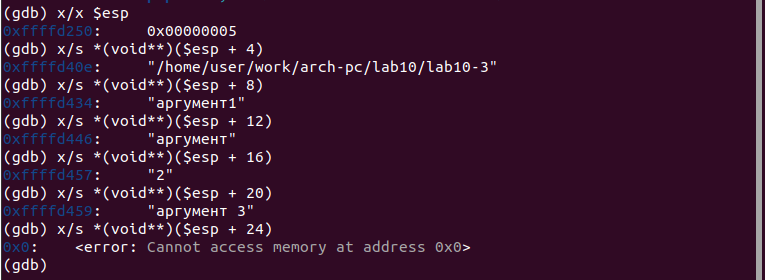 (gdb) x/x $esp
0xffffd250:     0x00000005
(gdb) x/s *(void**)($esp + 4)
0xffffd40e:     "/home/user/work/arch-pc/lab10/lab10-3"
(gdb) x/s *(void**)($esp + 8)
0xffffd434:     "аргумент1"
(gdb) x/s *(void**)($esp + 12)
0xffffd446:     "аргумент"
(gdb) x/s *(void**)($esp + 16)
0xffffd457:     "2"
(gdb) x/s *(void**)($esp + 20)
0xffffd459:     "аргумент 3"
(gdb) x/s *(void**)($esp + 24)
0x0:    <error: Cannot access memory at address 0x0>
(gdb)